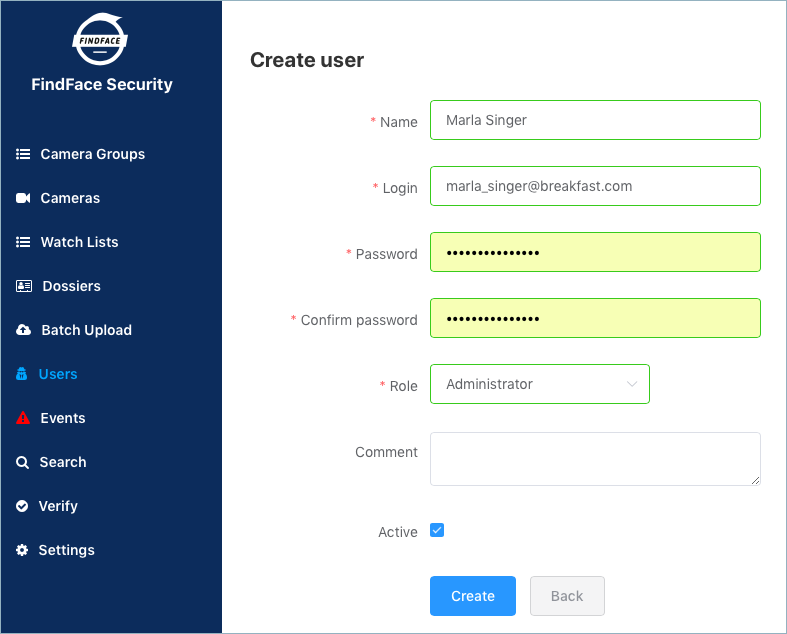 FINDFACE
FindFace Security
Camera Groups
Cameras
Watch Lists
Dossiers
Batch Upload
Users
Events
Search
Verify
Settings
Create user
* Name Marla Singer
* Login marla_singer@breakfast.com
* Password •••••••••••••••
* Confirm password •••••••••••••••
* Role Administrator
Comment
Active
Create Back